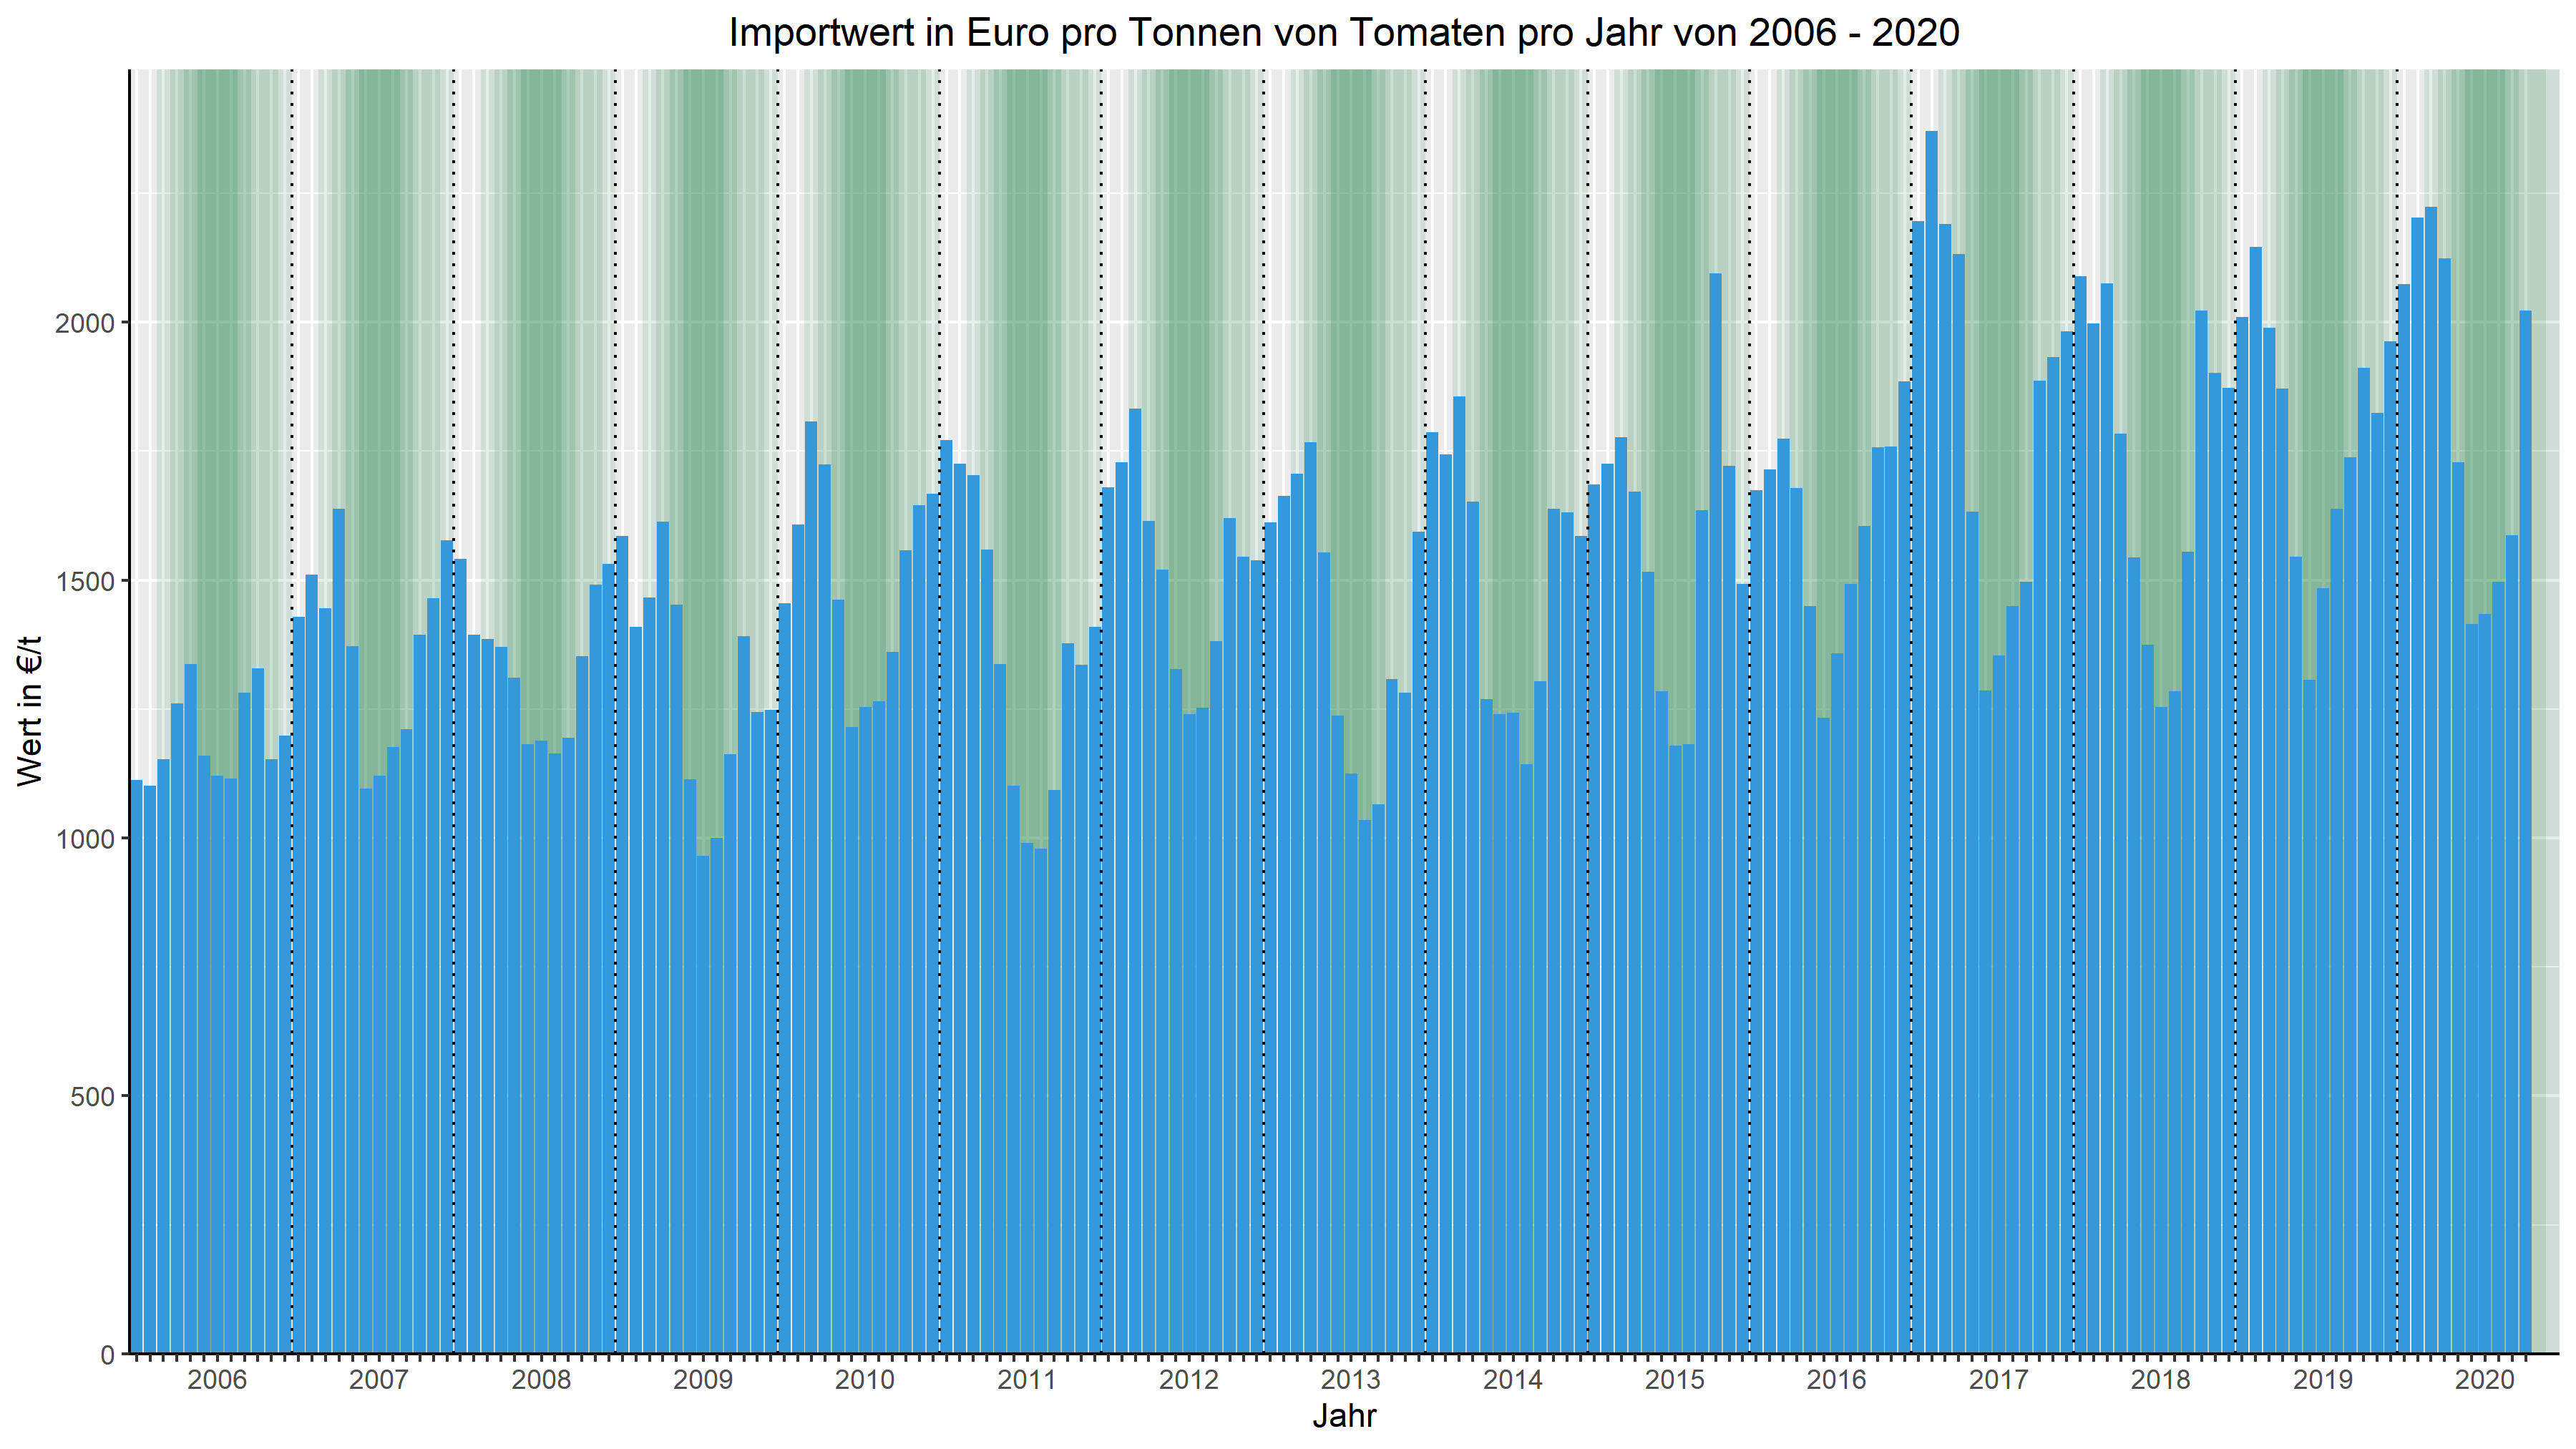 Importwert in Euro pro Tonnen von Tomaten pro Jahr von 2006 - 2020
Wert in €/t
2000
1500
1000
500
0
2006 2007 2008 2009 2010 2011 2012 2013 2014 2015 2016 2017 2018 2019 2020
Jahr